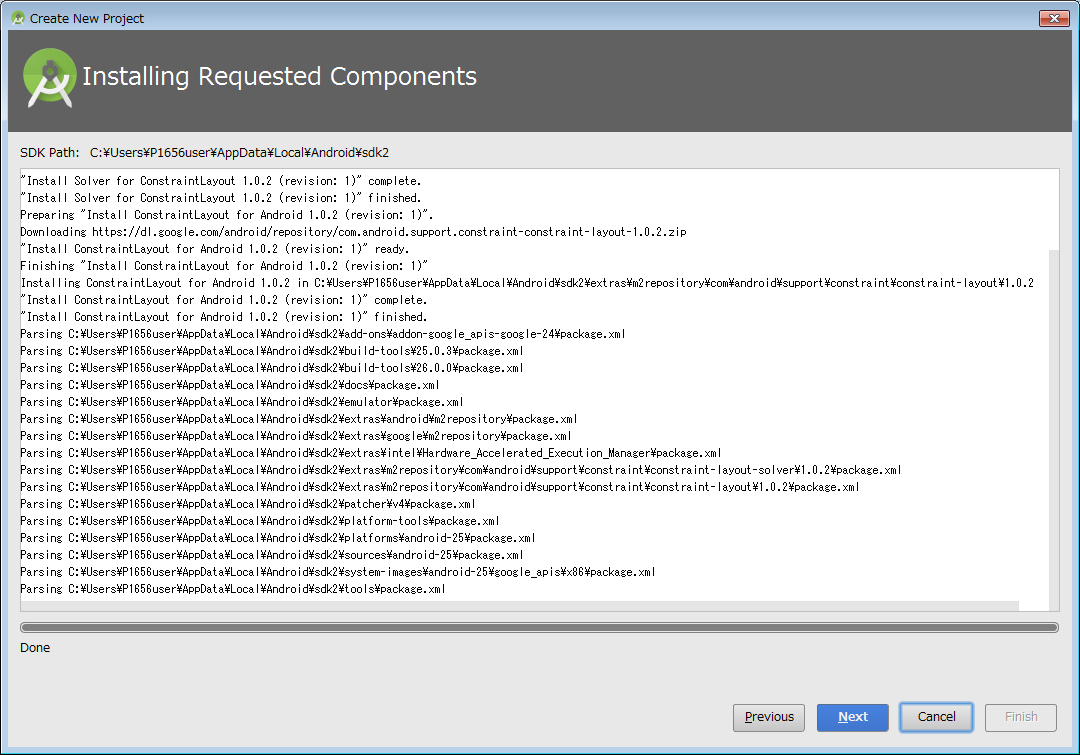 Create New Project
Installing Requested Components
SDK Path: C:¥Users¥P1656user¥AppData¥Local¥Android¥sdk2
"Install Solver for ConstraintLayout 1.0.2 (revision: 1)" complete.
"Install Solver for ConstraintLayout 1.0.2 (revision: 1)" finished.
Preparing "Install ConstraintLayout for Android 1.0.2 (revision: 1)".
Downloading https://dl.google.com/android/repository/com.android.support.constraint-constraint-layout-1.0.2.zip
"Install ConstraintLayout for Android 1.0.2 (revision: 1)" ready.
Finishing "Install ConstraintLayout for Android 1.0.2 (revision: 1)"
Installing ConstraintLayout for Android 1.0.2 in C:¥Users¥P1656user¥AppData¥Local¥Android¥sdk2¥extras¥m2repository¥com¥android¥support¥constraint¥constraint-layout¥1.0.2
"Install ConstraintLayout for Android 1.0.2 (revision: 1)" complete.
"Install ConstraintLayout for Android 1.0.2 (revision: 1)" finished.
Parsing C:¥Users¥P1656user¥AppData¥Local¥Android¥sdk2¥add-ons¥addon-google_apis-google-24¥package.xml
Parsing C:¥Users¥P1656user¥AppData¥Local¥Android¥sdk2¥build-tools¥25.0.3¥package.xml
Parsing C:¥Users¥P1656user¥AppData¥Local¥Android¥sdk2¥build-tools¥26.0.0¥package.xml
Parsing C:¥Users¥P1656user¥AppData¥Local¥Android¥sdk2¥docs¥package.xml
Parsing C:¥Users¥P1656user¥AppData¥Local¥Android¥sdk2¥emulator¥package.xml
Parsing C:¥Users¥P1656user¥AppData¥Local¥Android¥sdk2¥extras¥android¥m2repository¥package.xml
Parsing C:¥Users¥P1656user¥AppData¥Local¥Android¥sdk2¥extras¥google¥m2repository¥package.xml
Parsing C:¥Users¥P1656user¥AppData¥Local¥Android¥sdk2¥extras¥intel¥Hardware_Accelerated_Execution_Manager¥package.xml
Parsing C:¥Users¥P1656user¥AppData¥Local¥Android¥sdk2¥extras¥m2repository¥com¥android¥support¥constraint¥constraint-layout-solver¥1.0.2¥package.xml
Parsing C:¥Users¥P1656user¥AppData¥Local¥Android¥sdk2¥extras¥m2repository¥com¥android¥support¥constraint¥constraint-layout¥1.0.2¥package.xml
Parsing C:¥Users¥P1656user¥AppData¥Local¥Android¥sdk2¥patcher¥v4¥package.xml
Parsing C:¥Users¥P1656user¥AppData¥Local¥Android¥sdk2¥platform-tools¥package.xml
Parsing C:¥Users¥P1656user¥AppData¥Local¥Android¥sdk2¥platforms¥android-25¥package.xml
Parsing C:¥Users¥P1656user¥AppData¥Local¥Android¥sdk2¥sources¥android-25¥package.xml
Parsing C:¥Users¥P1656user¥AppData¥Local¥Android¥sdk2¥system-images¥android-25¥google_apis¥x86¥package.xml
Parsing C:¥Users¥P1656user¥AppData¥Local¥Android¥sdk2¥tools¥package.xml
Done
Previous Next Cancel Finish